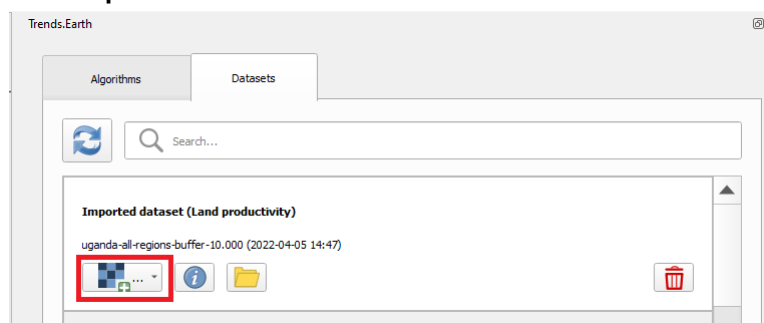 Trends.Earth
Algorithms Datasets
Search...
Imported dataset (Land productivity)
uganda-all-regions-buffer-10.000 (2022-04-05 14:47)
...